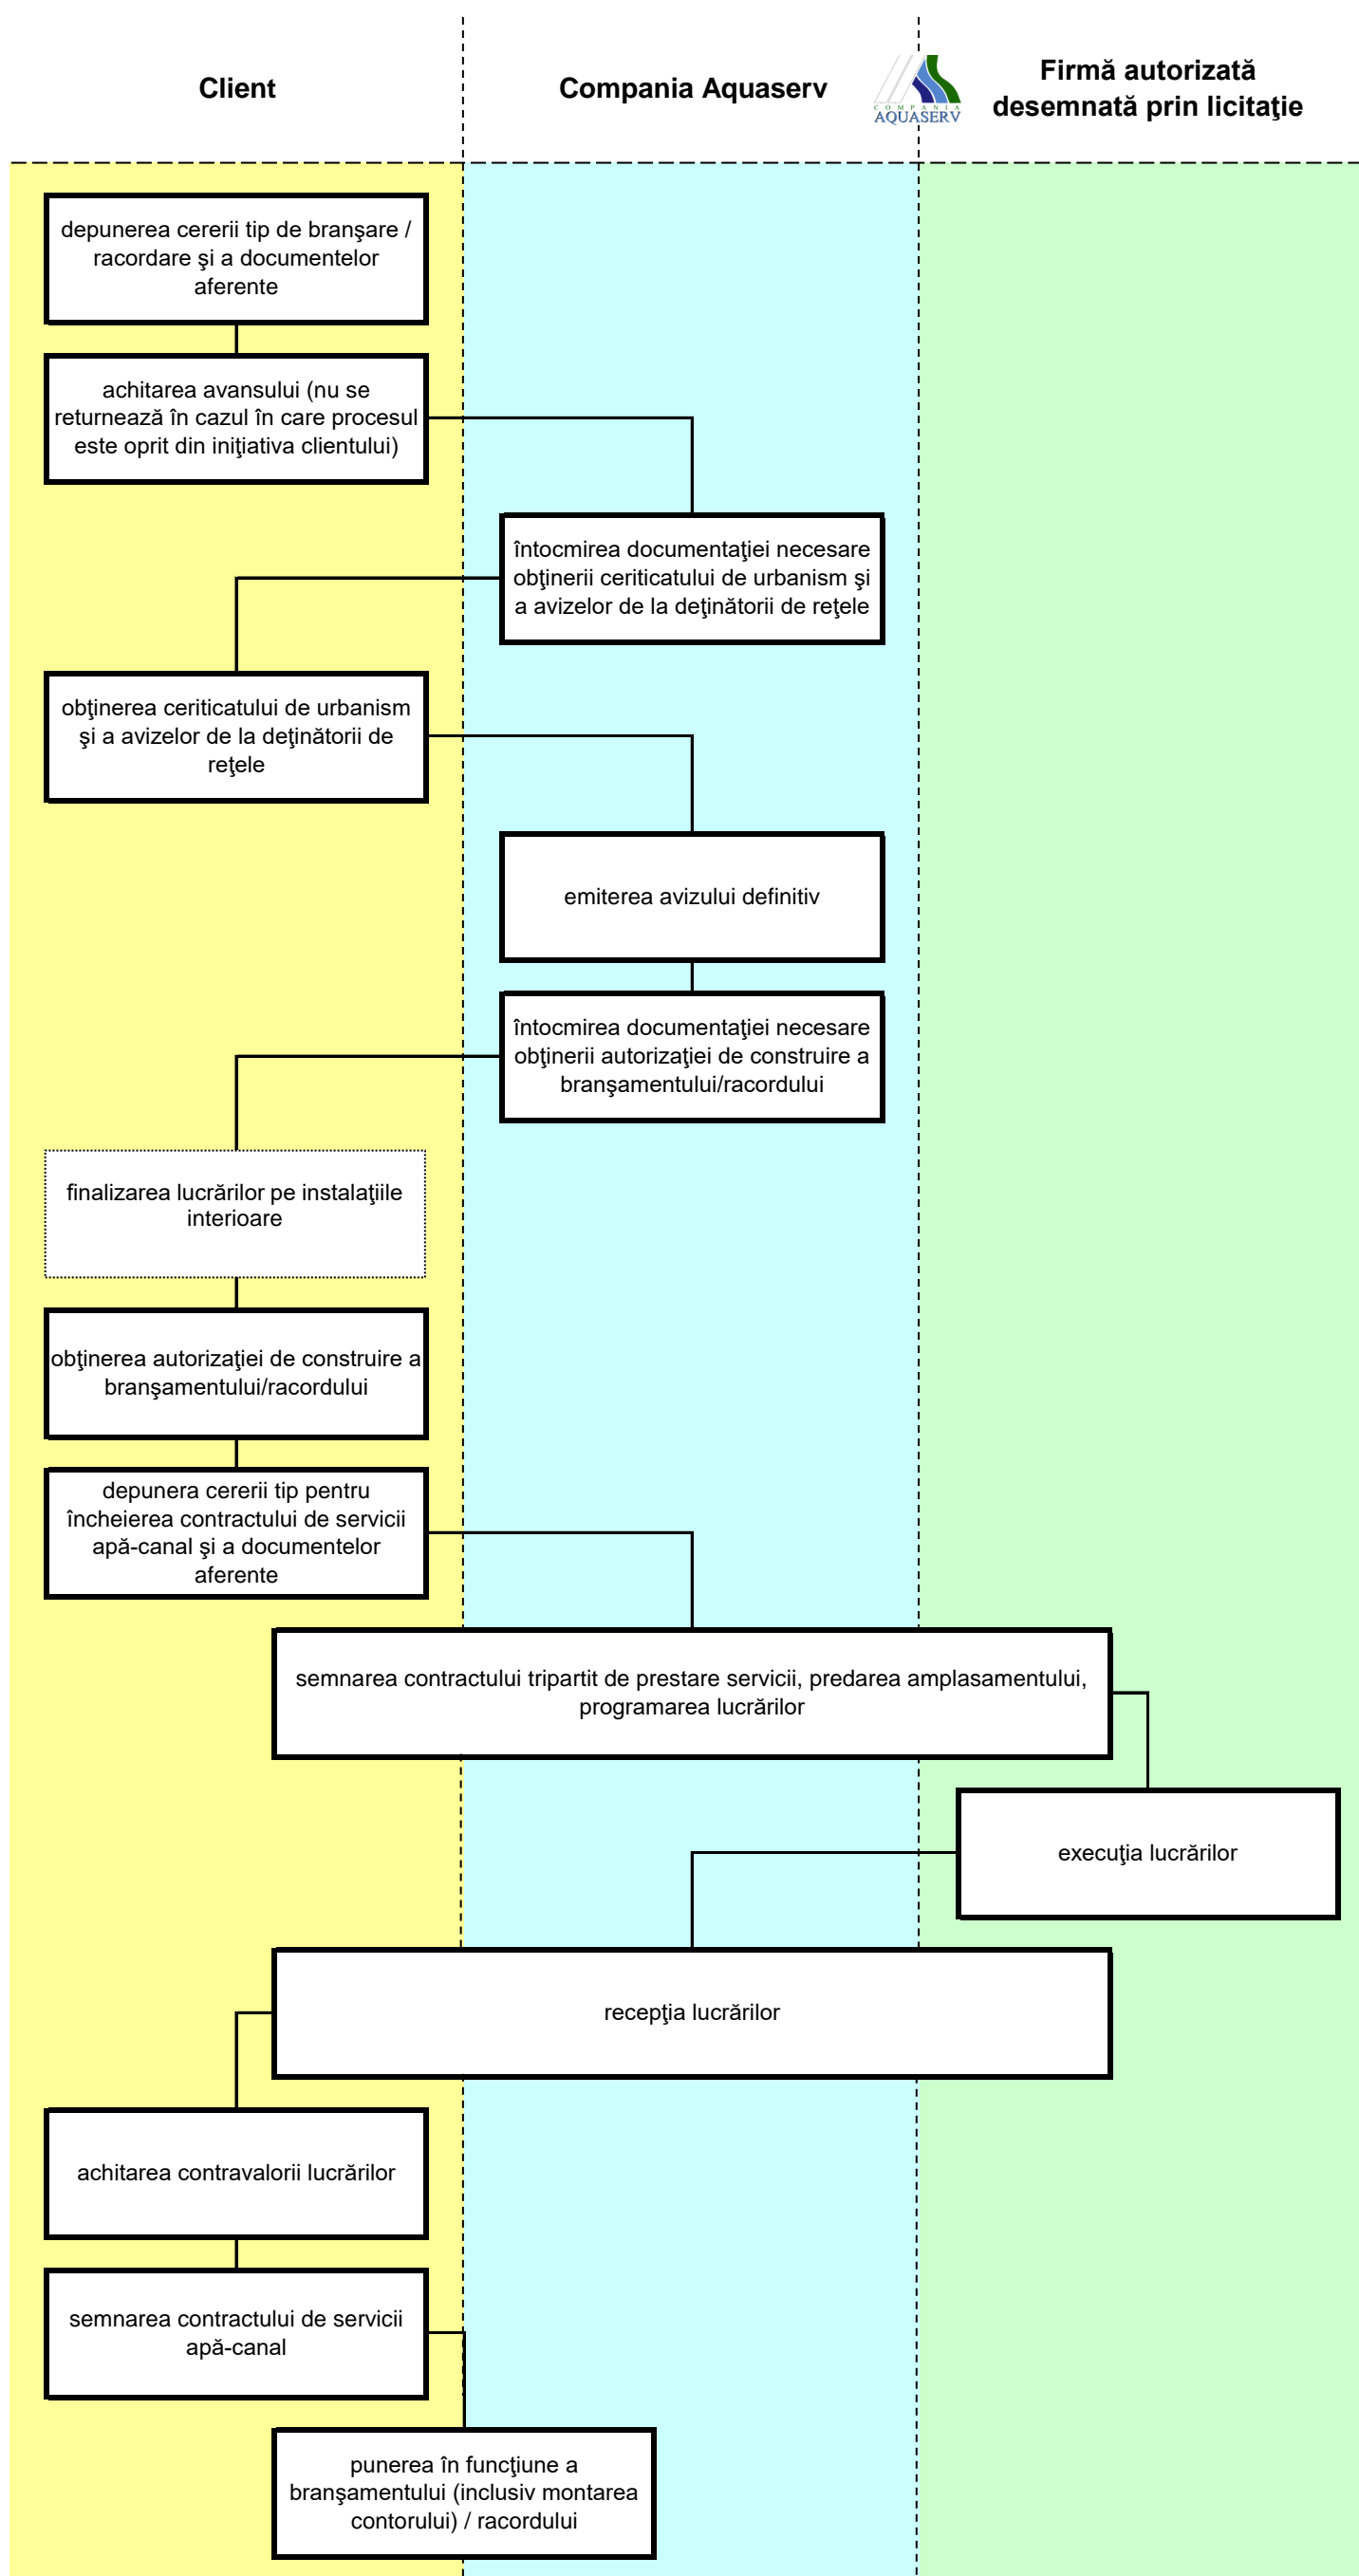 Client
Compania Aquaserv
COMPANIA
AQUASERV
Firmă autorizată
desemnată prin licitaţie
depunerea cererii tip de branşare /
racordare şi a documentelor
aferente
achitarea avansului (nu se
returnează în cazul în care procesul
este oprit din iniţiativa clientului)
întocmirea documentaţiei necesare
obţinerii ceriticatului de urbanism şi
a avizelor de la deţinătorii de reţele
obţinerea ceriticatului de urbanism
şi a avizelor de la deţinătorii de
reţele
emiterea avizului definitiv
întocmirea documentaţiei necesare
obţinerii autorizaţiei de construire a
branşamentului/racordului
finalizarea lucrărilor pe instalaţiile
interioare
obţinerea autorizaţiei de construire a
branşamentului/racordului
depunera cererii tip pentru
încheierea contractului de servicii
apă-canal şi a documentelor
aferente
semnarea contractului tripartit de prestare servicii, predarea amplasamentului,
programarea lucrărilor
execuţia lucrărilor
recepţia lucrărilor
achitarea contravalorii lucrărilor
semnarea contractului de servicii
apă-canal
punerea în funcţiune a
branşamentului (inclusiv montarea
contorului) / racordului